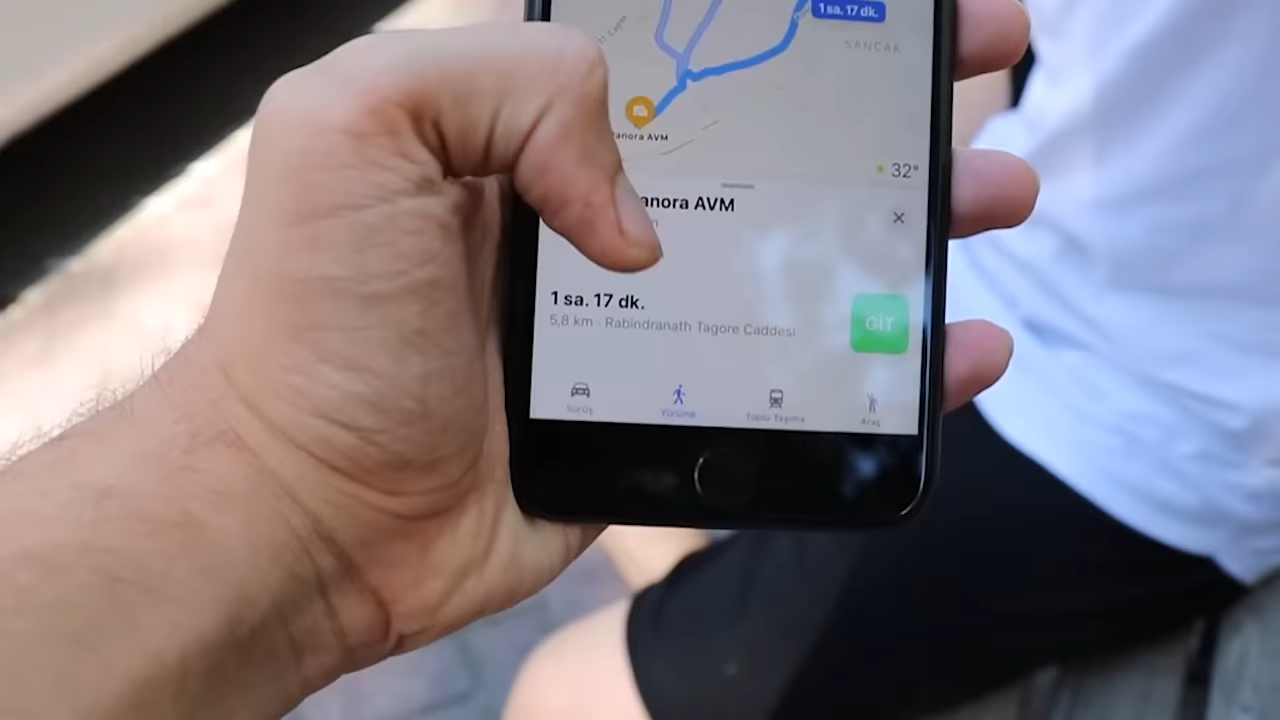 1 sa. 17 dk.
SANCAK
anora AVM
32°
anora AVM
1 sa. 17 dk.
5,8 km · Rabindranath Tagore Caddesi
GİT
Sürüş
Yürüme
Toplu Taşıma
Araç